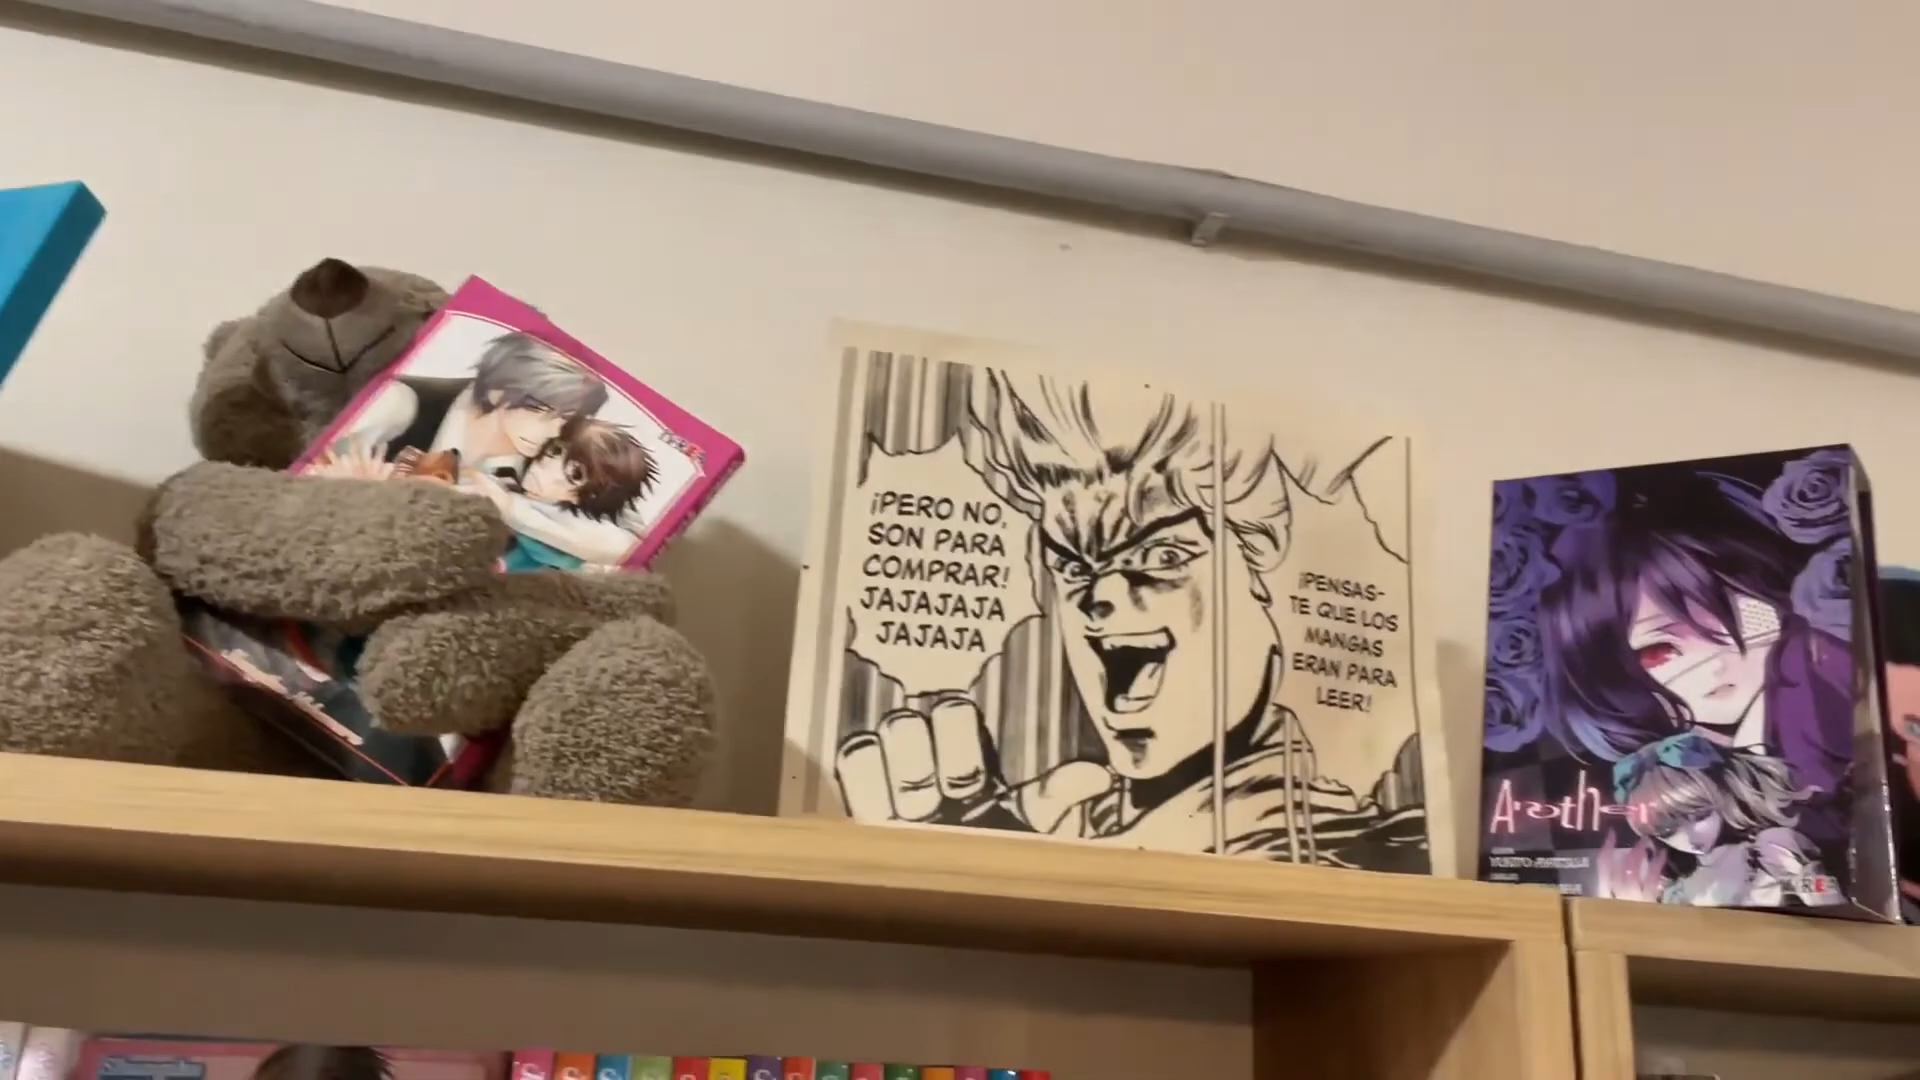 ¡PERO NO,
SON PARA
COMPRAR!
JAJAJAJA
JAJAJA
¡PENSAS-
TE QUE LOS
MANGAS
ERAN PARA
LEER!
Another